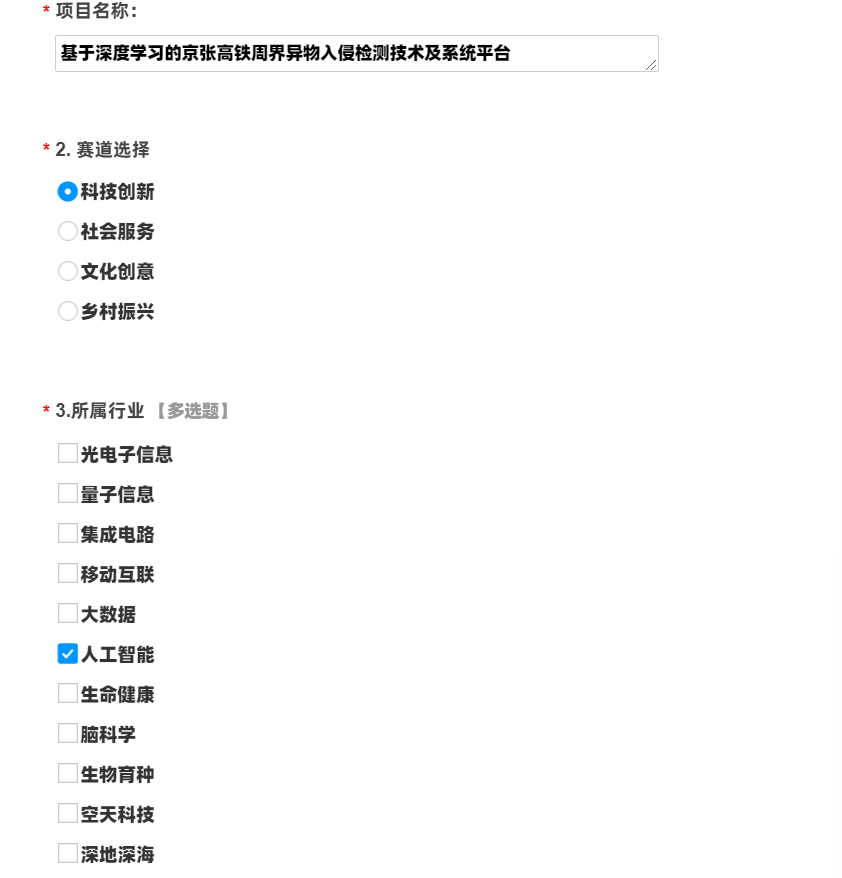 * 项目名称：
基于深度学习的京张高铁周界异物入侵检测技术及系统平台
* 2. 赛道选择
科技创新
社会服务
文化创意
乡村振兴
* 3.所属行业 【多选题】
光电子信息
量子信息
集成电路
移动互联
大数据
人工智能
生命健康
脑科学
生物育种
空天科技
深地深海